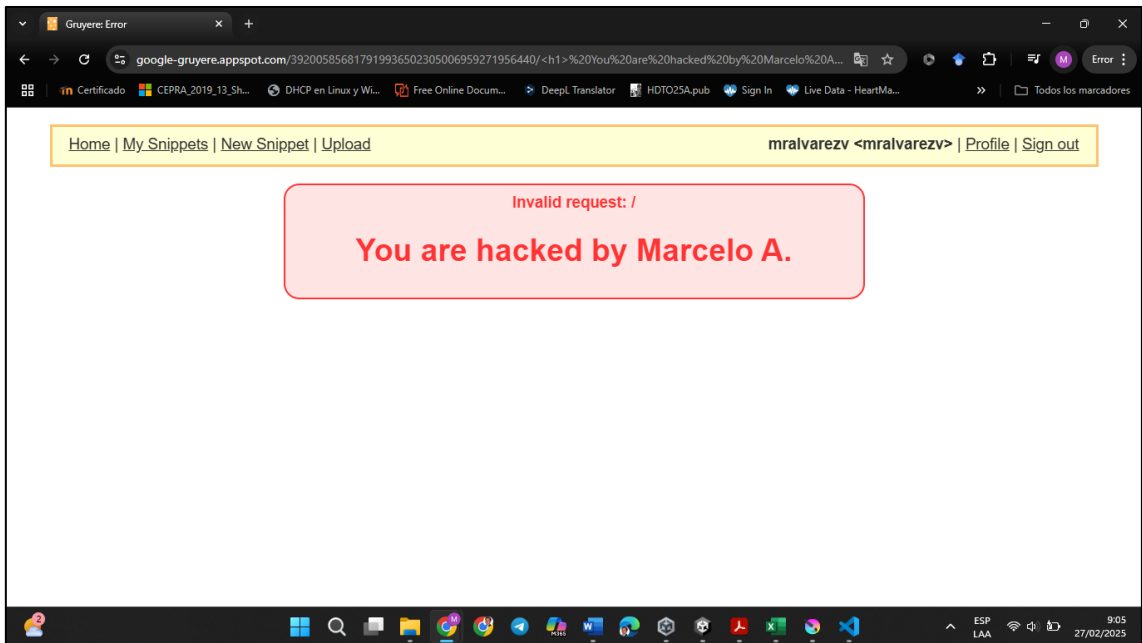 Gruyere: Error
google-gruyere.appspot.com/392005856817919936502305006959271956440/<h1>%20You%20are%20hacked%20by%20Marcelo%20A...
M
Error
Certificado
CEPRA_2019_13_Sh...
DHCP en Linux y Wi...
Free Online Docum...
DeepL Translator
HDTO25A.pub
Sign In
Live Data - HeartMa...
»
Todos los marcadores
Home | My Snippets | New Snippet | Upload
mralvarezv <mralvarezv> | Profile | Sign out
Invalid request: /
You are hacked by Marcelo A.
2
ESP
LAA
9:05
27/02/2025